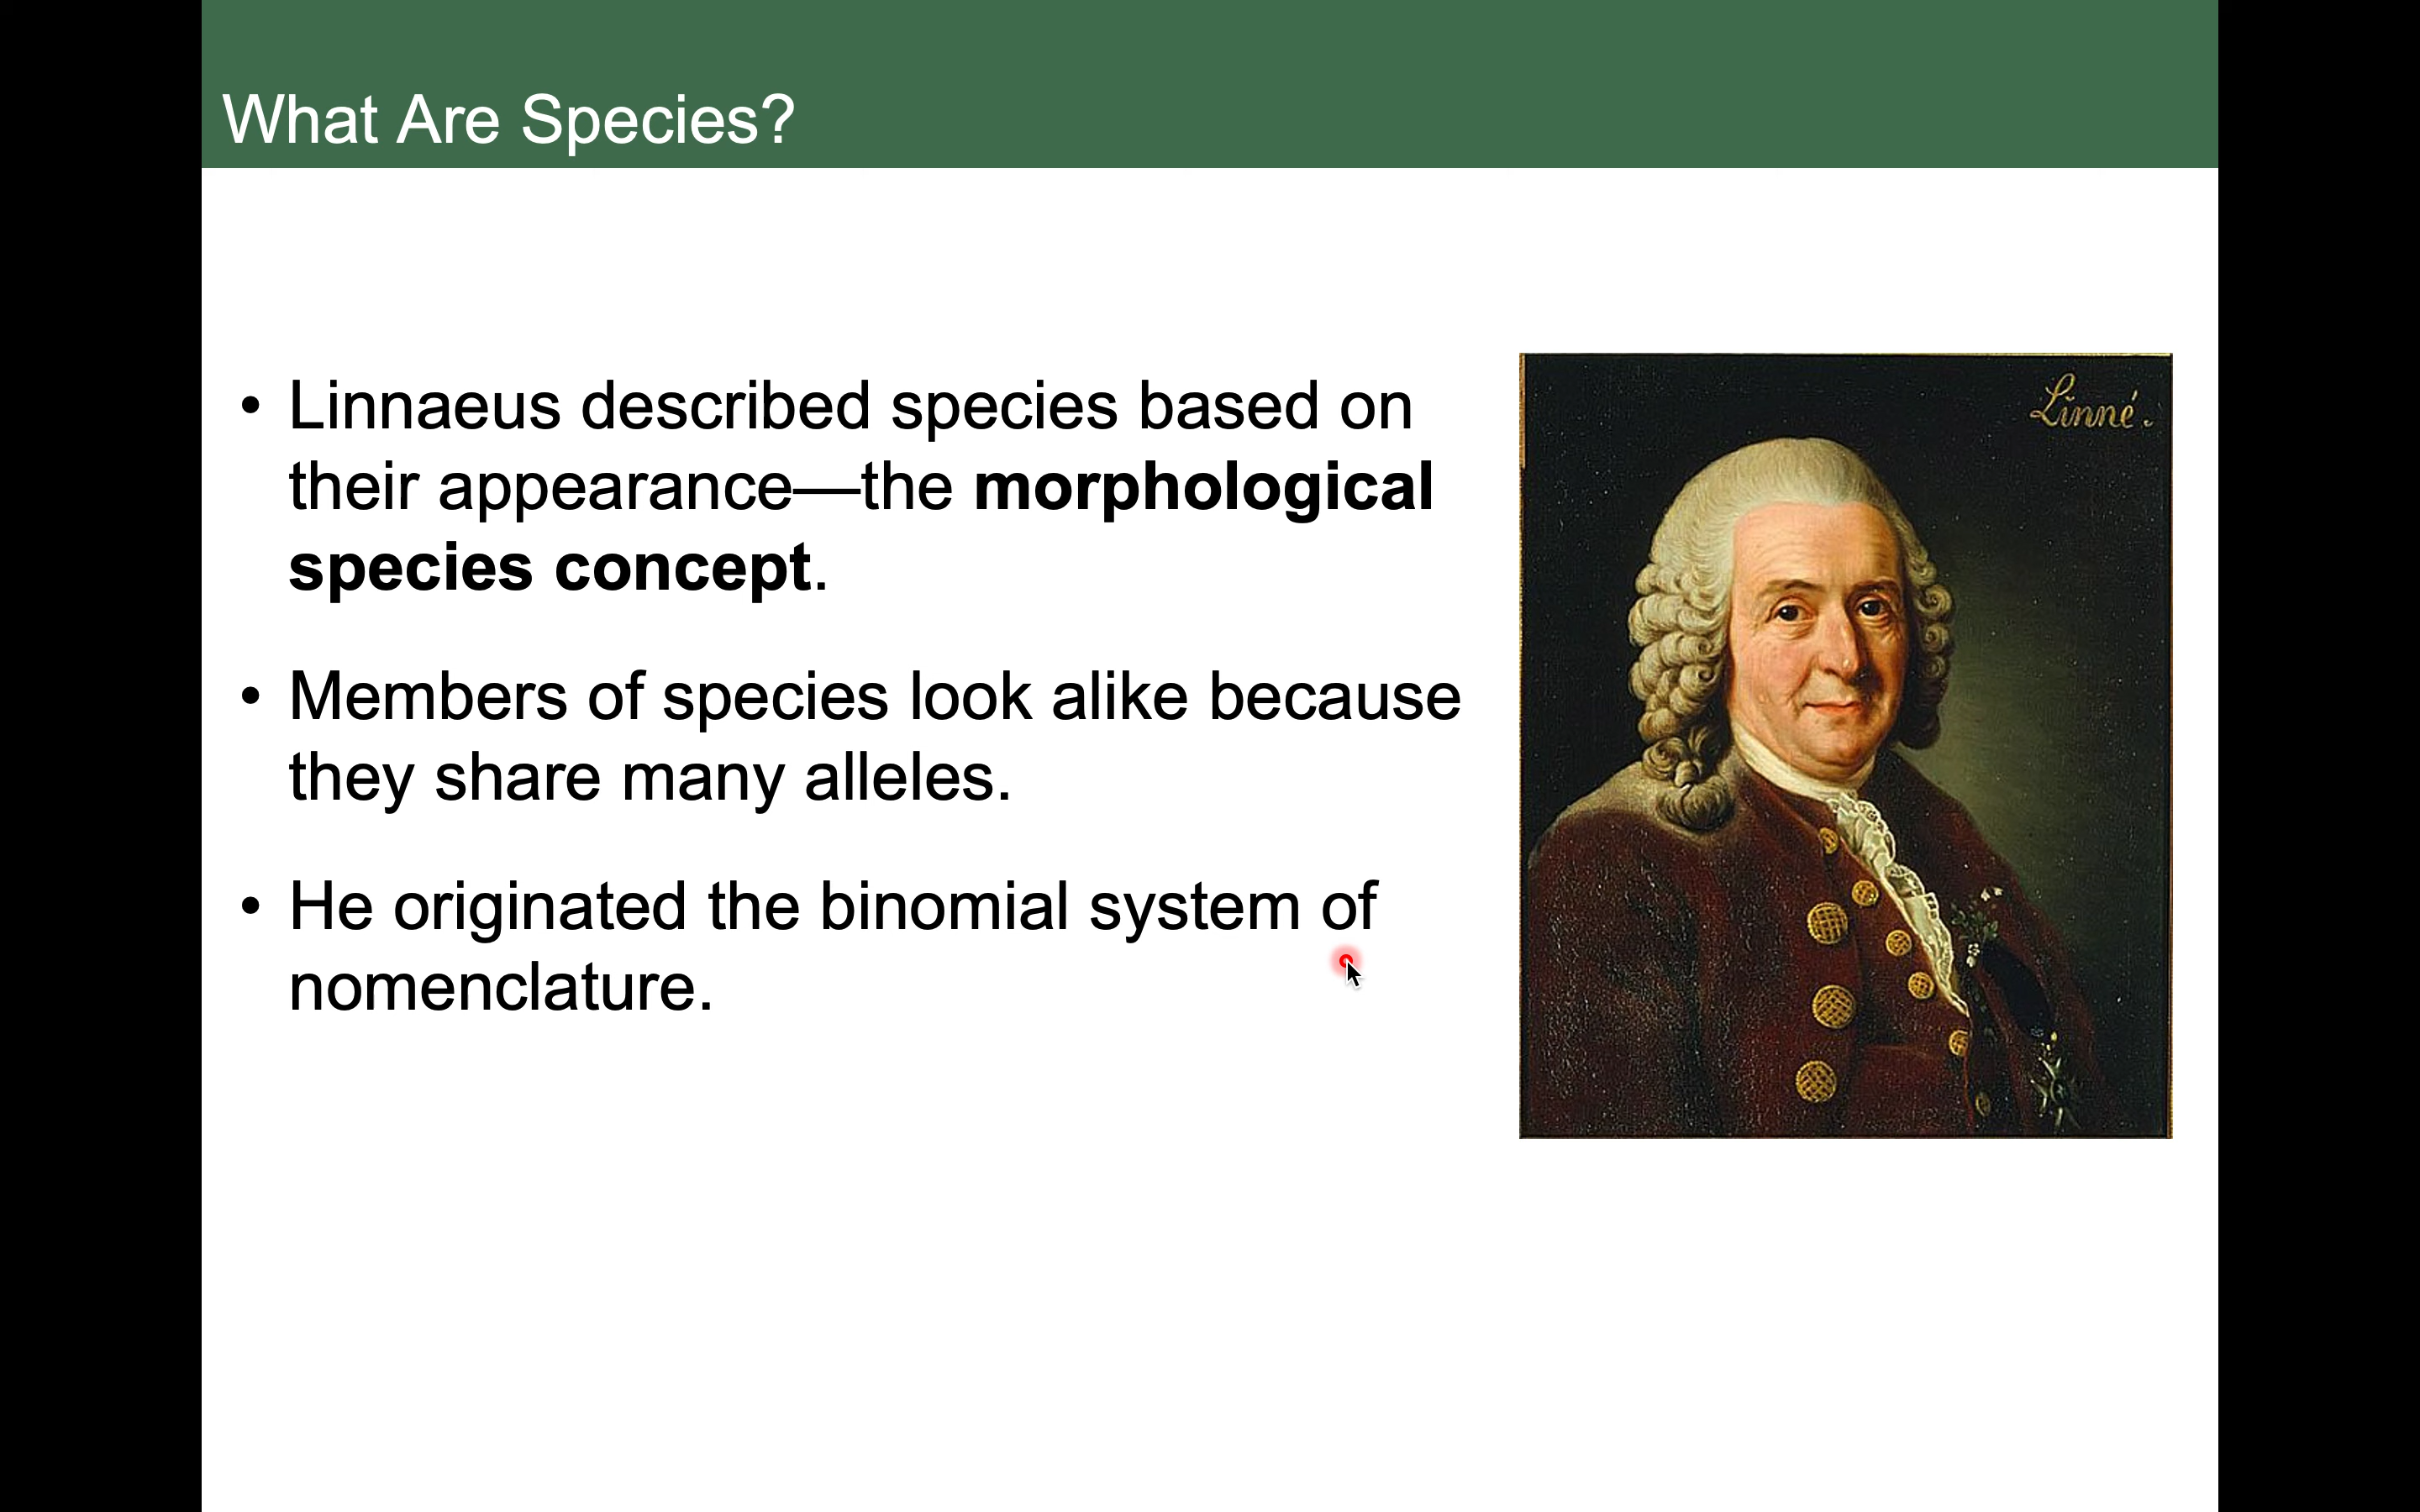 What Are Species?
• Linnaeus described species based on
their appearance—the morphological
species concept.
• Members of species look alike because
they share many alleles.
• He originated the binomial system of
nomenclature.
Linné.